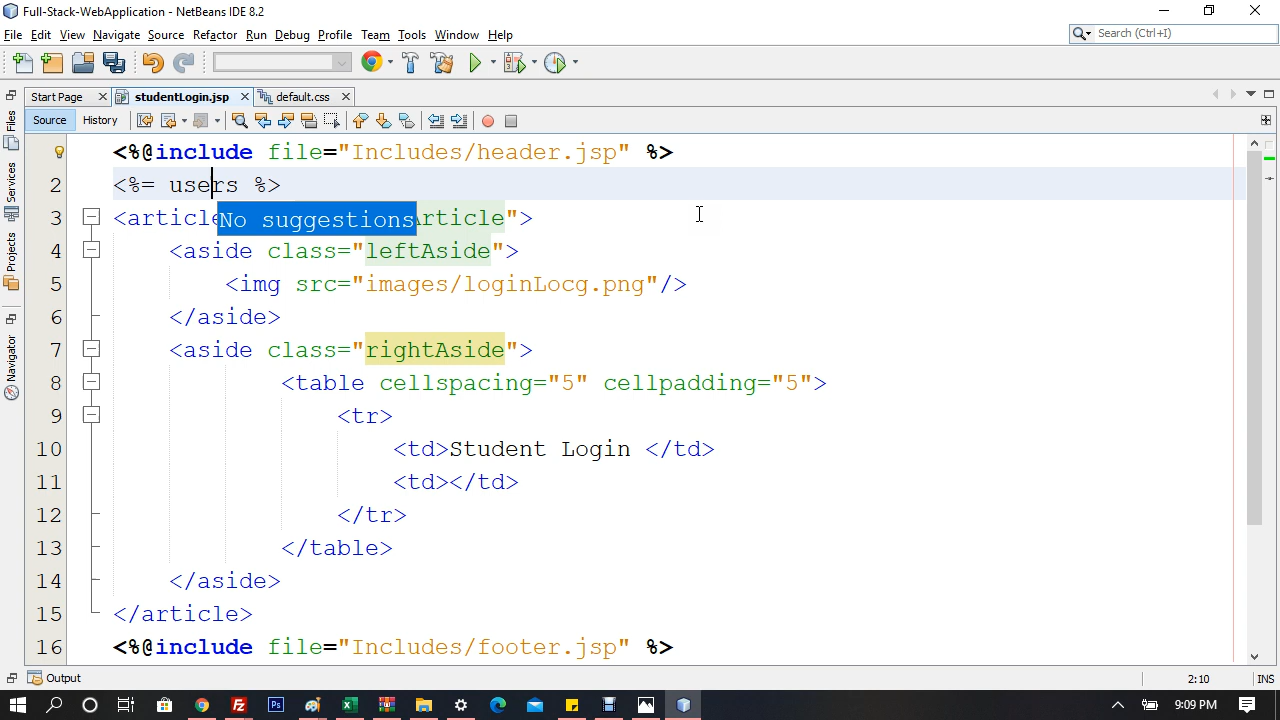 Full-Stack-WebApplication - NetBeans IDE 8.2
File Edit View Navigate Source Refactor Run Debug Profile Team Tools Window Help
Search (Ctrl+I)
Start Page studentLogin.jsp default.css
Source History
Files
Services
Projects
Navigator
<%@include file="Includes/header.jsp" %>
2 <%= users %>
3 <article rticle">
No suggestions
4 <aside class="leftAside">
5 <img src="images/loginLocg.png"/>
6 </aside>
7 <aside class="rightAside">
8 <table cellspacing="5" cellpadding="5">
9 <tr>
10 <td>Student Login </td>
11 <td></td>
12 </tr>
13 </table>
14 </aside>
15 </article>
16 <%@include file="Includes/footer.jsp" %>
Output
2:10 INS
9:09 PM